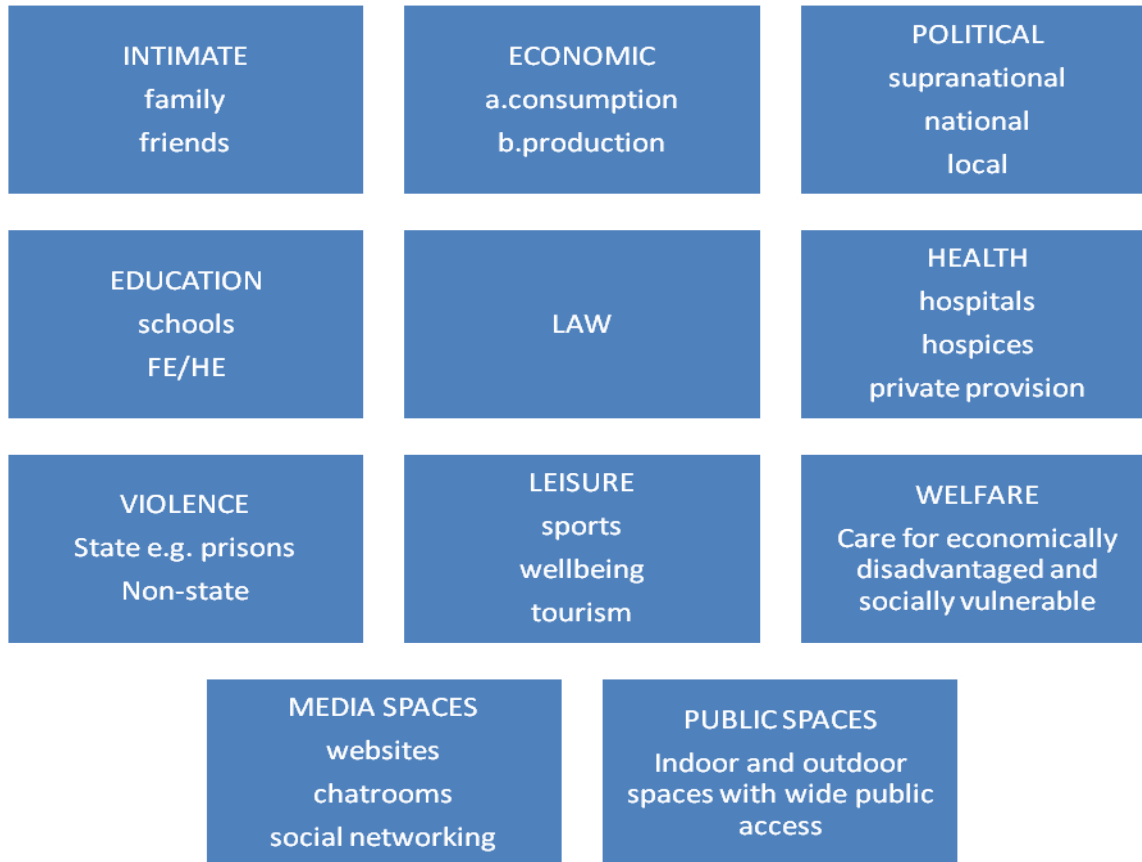 INTIMATE
family
friends
ECONOMIC
a.consumption
b.production
POLITICAL
supranational
national
local
EDUCATION
schools
FE/HE
LAW
HEALTH
hospitals
hospices
private provision
VIOLENCE
State e.g. prisons
Non-state
LEISURE
sports
wellbeing
tourism
WELFARE
Care for economically
disadvantaged and
socially vulnerable
MEDIA SPACES
websites
chatrooms
social networking
PUBLIC SPACES
Indoor and outdoor
spaces with wide public
access